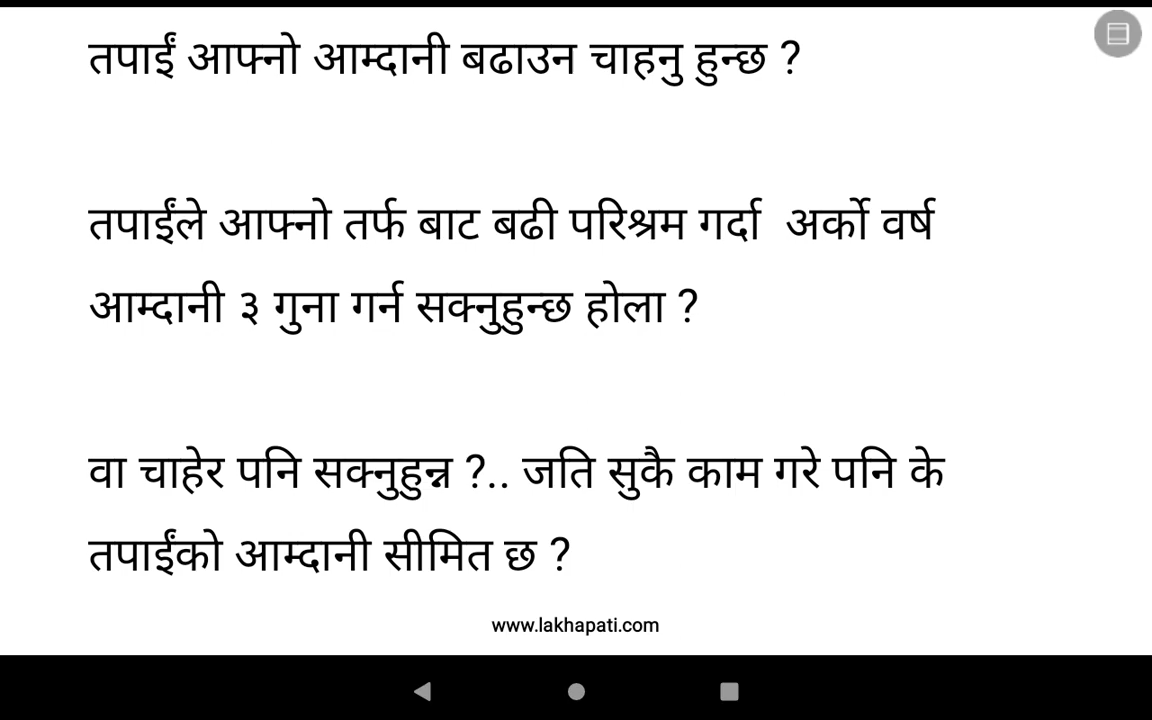 तपाईं आफ्नो आम्दानी बढाउन चाहनु हुन्छ ?
तपाईंले आफ्नो तर्फ बाट बढी परिश्रम गर्दा  अर्को वर्ष
आम्दानी ३ गुना गर्न सक्नुहुन्छ होला ?
वा चाहेर पनि सक्नुहुन्न ?.. जति सुकै काम गरे पनि के
तपाईंको आम्दानी सीमित छ ?
www.lakhapati.com